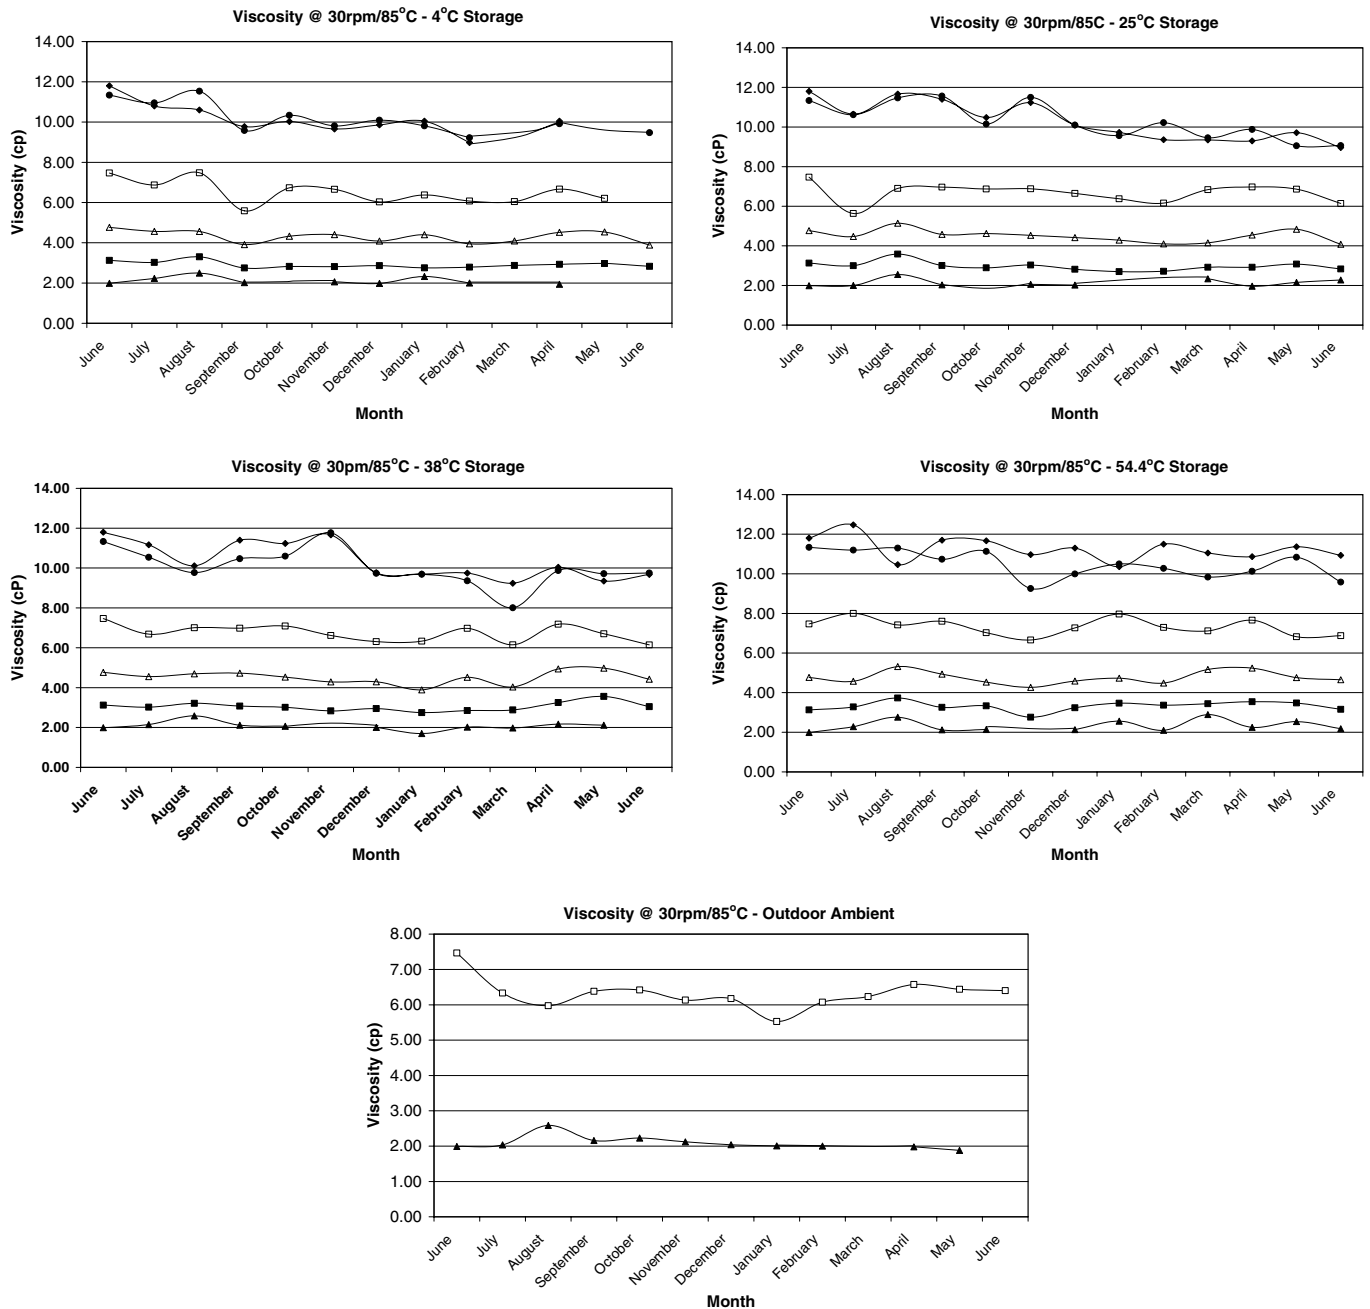 Viscosity @ 30rpm/85°C - 4°C Storage
14.00
12.00
10.00
8.00
6.00
4.00
2.00
0.00
Viscosity (cp)
June July August September October November December January February March April May June
Month
Viscosity @ 30rpm/85C - 25°C Storage
14.00
12.00
10.00
8.00
6.00
4.00
2.00
0.00
Viscosity (cP)
June July August September October November December January February March April May June
Month
Viscosity @ 30pm/85°C - 38°C Storage
14.00
12.00
10.00
8.00
6.00
4.00
2.00
0.00
Viscosity (cP)
June July August September October November December January February March April May June
Month
Viscosity @ 30rpm/85°C - 54.4°C Storage
14.00
12.00
10.00
8.00
6.00
4.00
2.00
0.00
Viscosity (cp)
June July August September October November December January February March April May June
Month
Viscosity @ 30rpm/85°C - Outdoor Ambient
8.00
7.00
6.00
5.00
4.00
3.00
2.00
1.00
0.00
Viscosity (cp)
June July August September October November December January February March April May June
Month